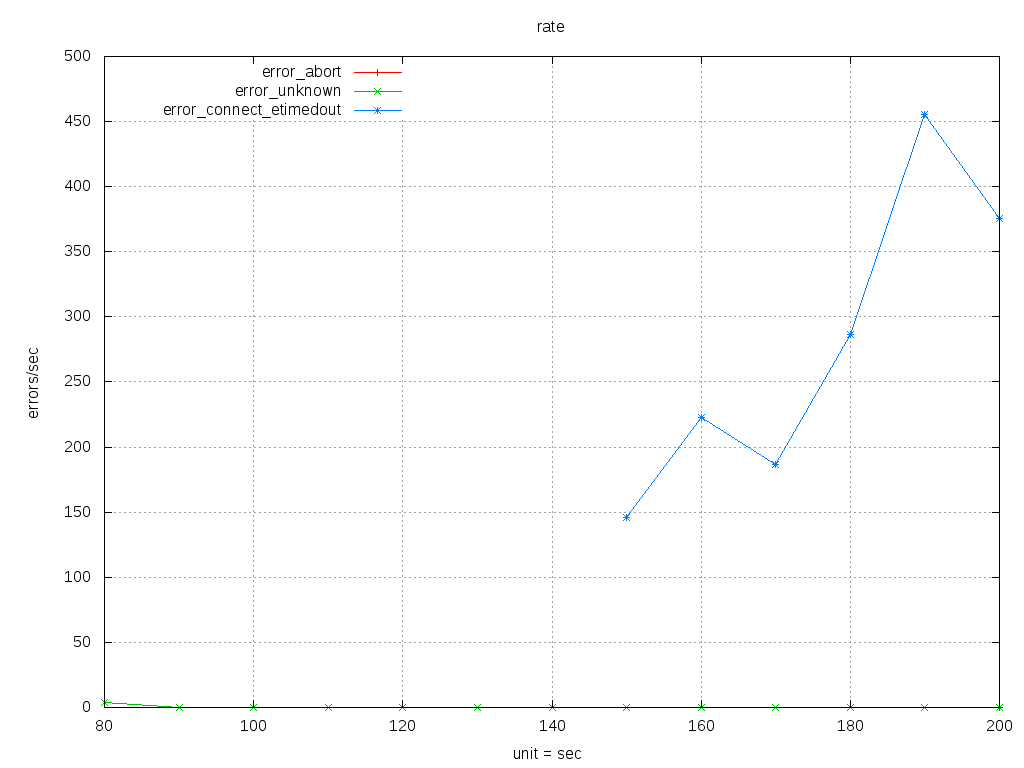 rate
500
450
400
350
300
250
200
150
100
50
0
errors/sec
error_abort
error_unknown
error_connect_etimedout
80 100 120 140 160 180 200
unit = sec